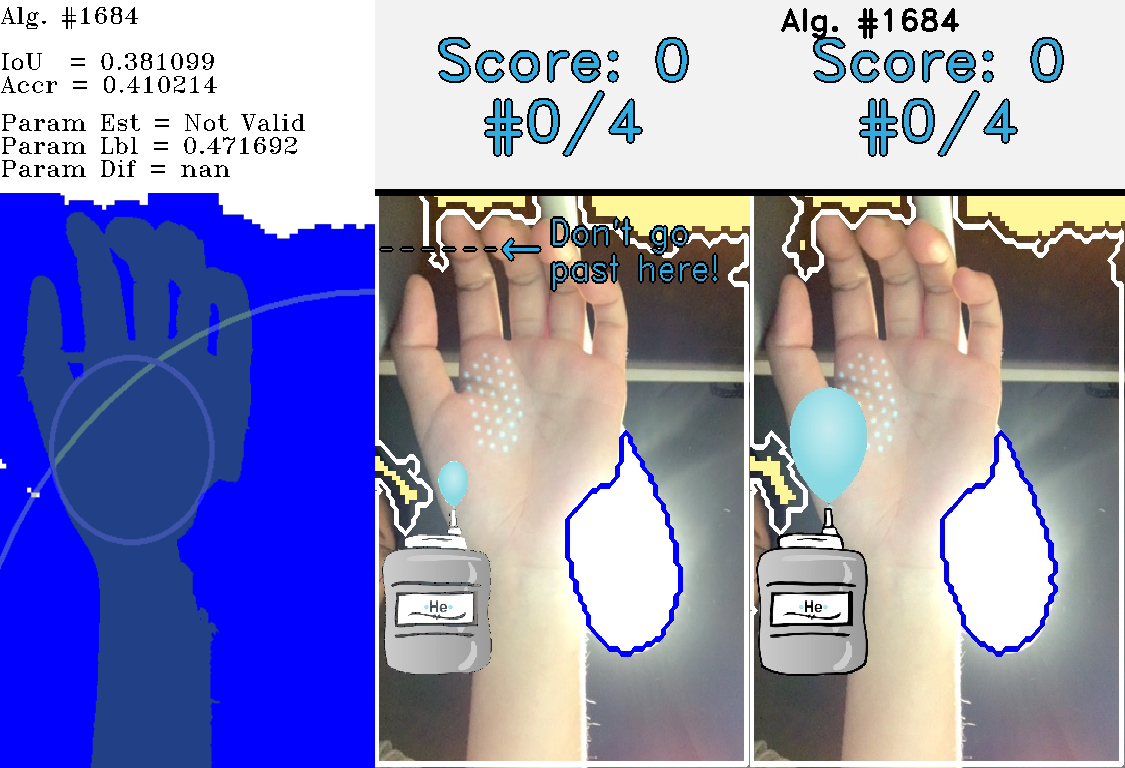 Alg. #1684
IoU = 0.381099
Accr = 0.410214
Param Est = Not Valid
Param Lbl = 0.471692
Param Dif = nan
Score: 0
#0/4
Don't go
past here!
He
Alg. #1684
Score: 0
#0/4
He